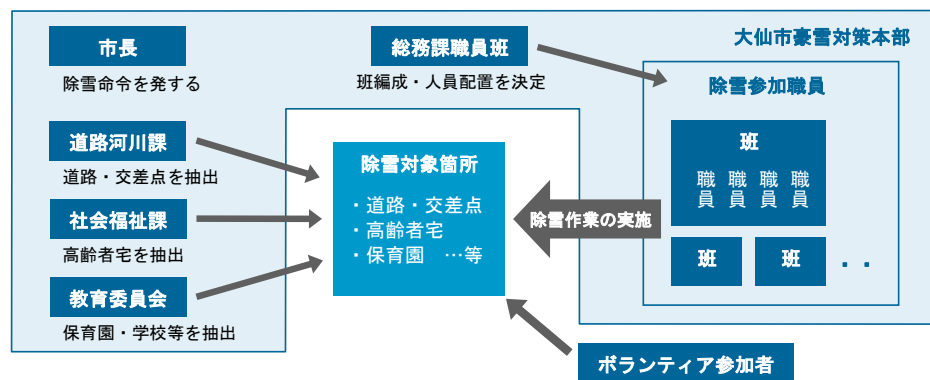 大仙市豪雪対策本部
市長
除雪命令を発する
総務課職員班
班編成・人員配置を決定
除雪参加職員
班
職員 職員 職員 職員
班 班 ・・
道路河川課
道路・交差点を抽出
社会福祉課
高齢者宅を抽出
教育委員会
保育園・学校等を抽出
除雪対象箇所
・道路・交差点
・高齢者宅
・保育園 …等
除雪作業の実施
ボランティア参加者